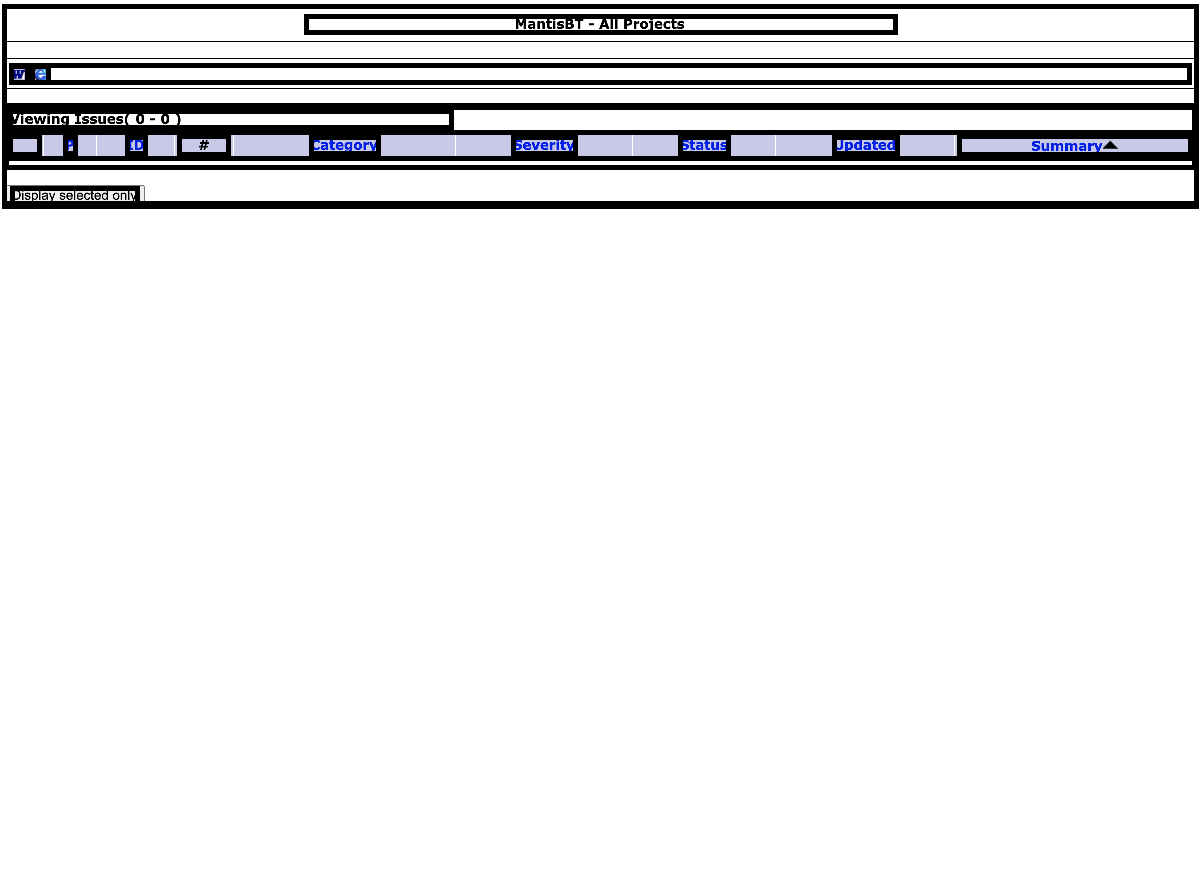 MantisBT - All Projects
Viewing Issues( 0 - 0 )
P ID # Category Severity Status Updated Summary
Display selected only